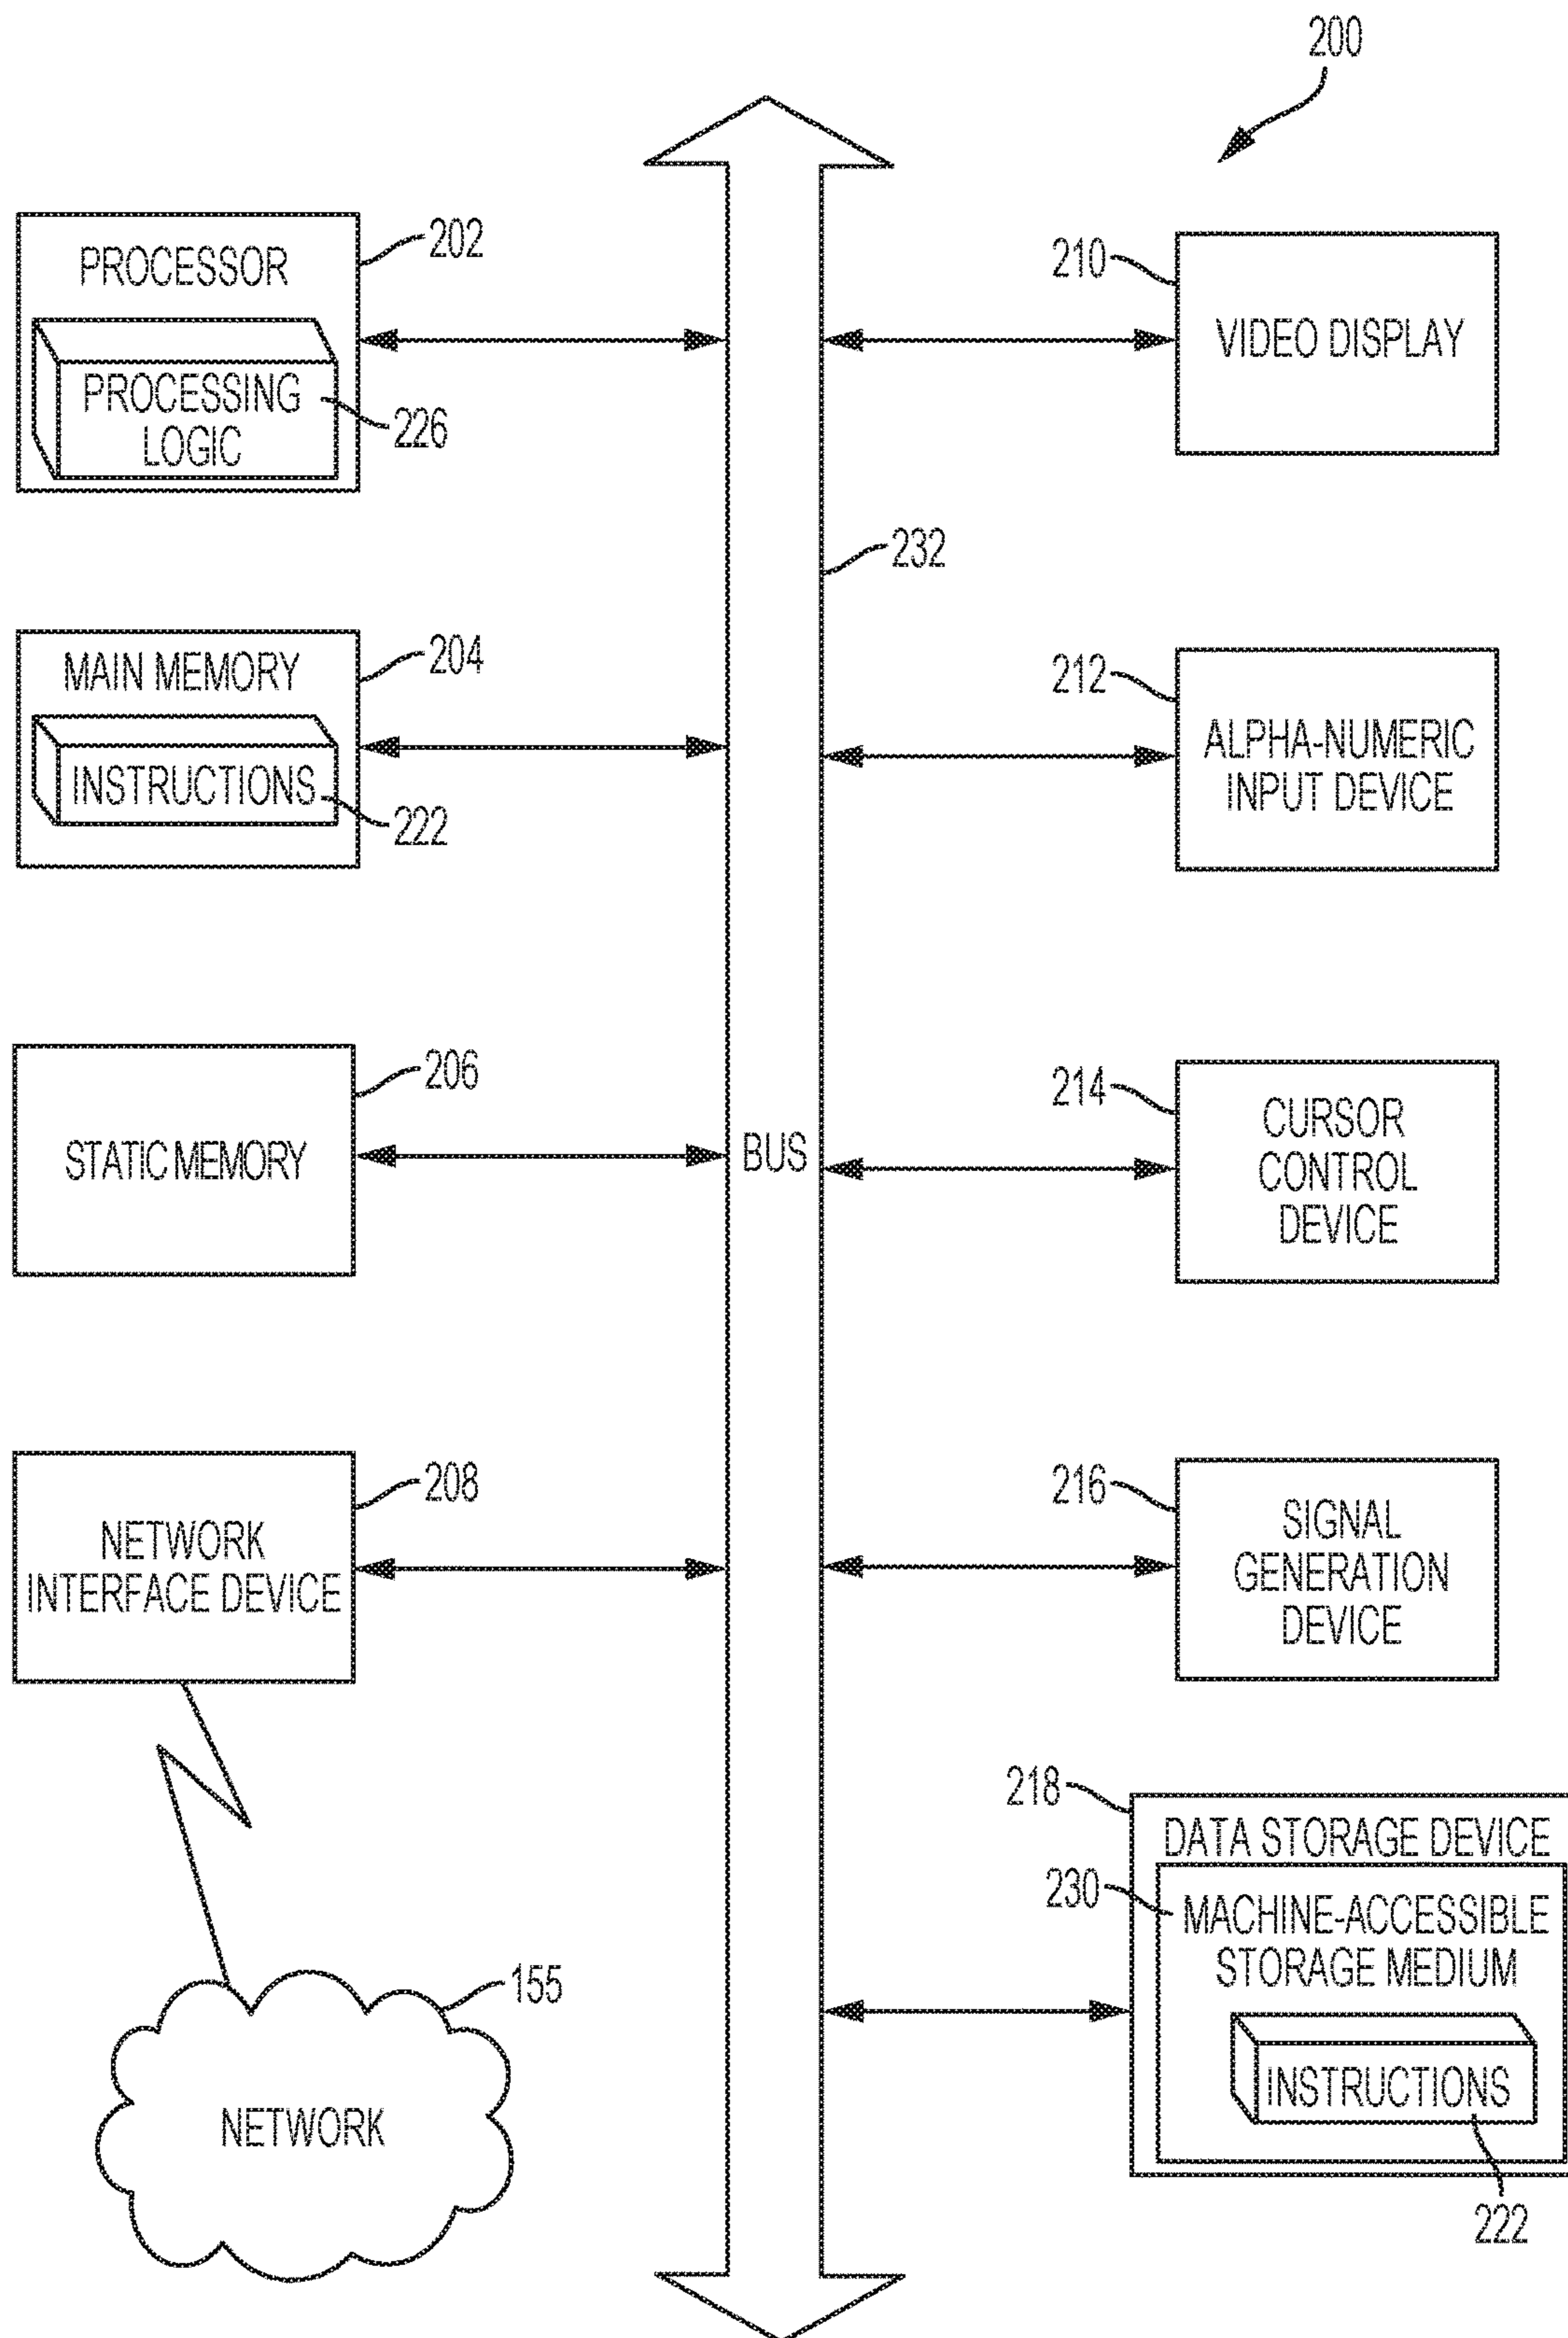 200
PROCESSOR
202
PROCESSING
LOGIC
226
210
VIDEO DISPLAY
232
MAIN MEMORY
204
INSTRUCTIONS
222
212
ALPHA-NUMERIC
INPUT DEVICE
STATIC MEMORY
206
BUS
214
CURSOR
CONTROL
DEVICE
NETWORK
INTERFACE DEVICE
208
216
SIGNAL
GENERATION
DEVICE
155
NETWORK
218
DATA STORAGE DEVICE
230
MACHINE-ACCESSIBLE
STORAGE MEDIUM
INSTRUCTIONS
222